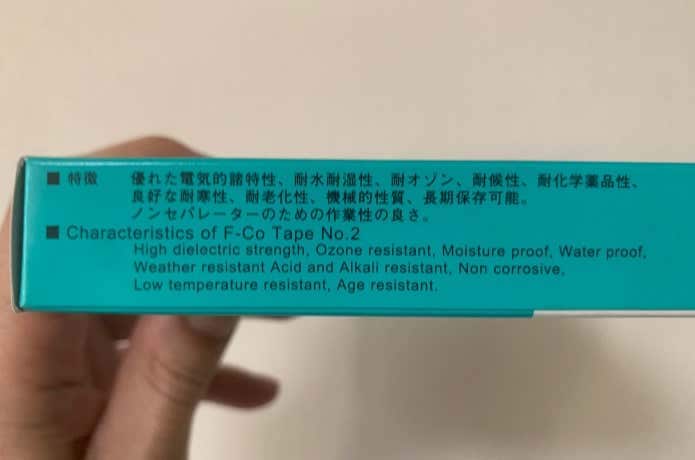 ■ 特徴 優れた電気的諸特性、耐水耐湿性、耐オゾン、耐候性、耐化学薬品性、
良好な耐寒性、耐老化性、機械的性質、長期保存可能。
ノンセパレーターのための作業性の良さ。
■ Characteristics of F-Co Tape No.2
High dielectric strength, Ozone resistant, Moisture proof, Water proof,
Weather resistant Acid and Alkali resistant, Non corrosive,
Low temperature resistant, Age resistant.